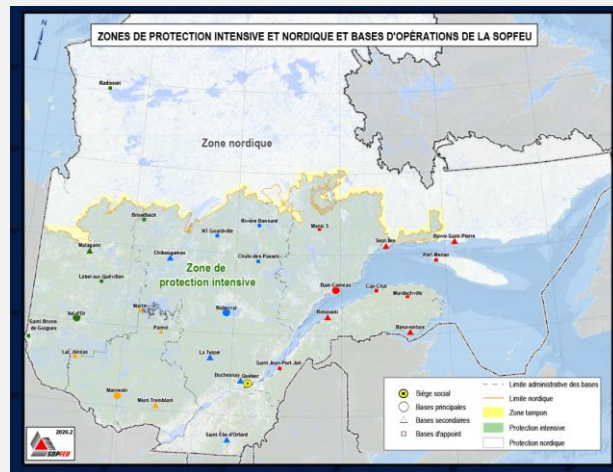 ZONES DE PROTECTION INTENSIVE ET NORDIQUE ET BASES D'OPÉRATIONS DE LA SOPFEU
N
Radisson
Zone nordique
Broadback
Rivière Bonnard
Manic 5
Matagami
Chibougamau
Chute-des-Passes
Sept-Îles
Havre-Saint-Pierre
Port-Menier
Lebel-sur-Quévillon
Zone de
protection intensive
Baie-Comeau
Cap-Chat
Murdochville
Val-d'Or
Roberval
Rimouski
Saint-Bruno-
de-Guigues
Parent
Bonaventure
La Tuque
Saint-Jean-Port-Joli
Duchesnay
Québec
Maniwaki
Mont-Tremblant
Saint-Élie-d'Orford
Siège social
Bases principales
Bases secondaires
Bases d'appoint
Limite administrative des bases
Limite nordique
Zone tampon
Protection intensive
Protection nordique
2020.2
SOPFEU